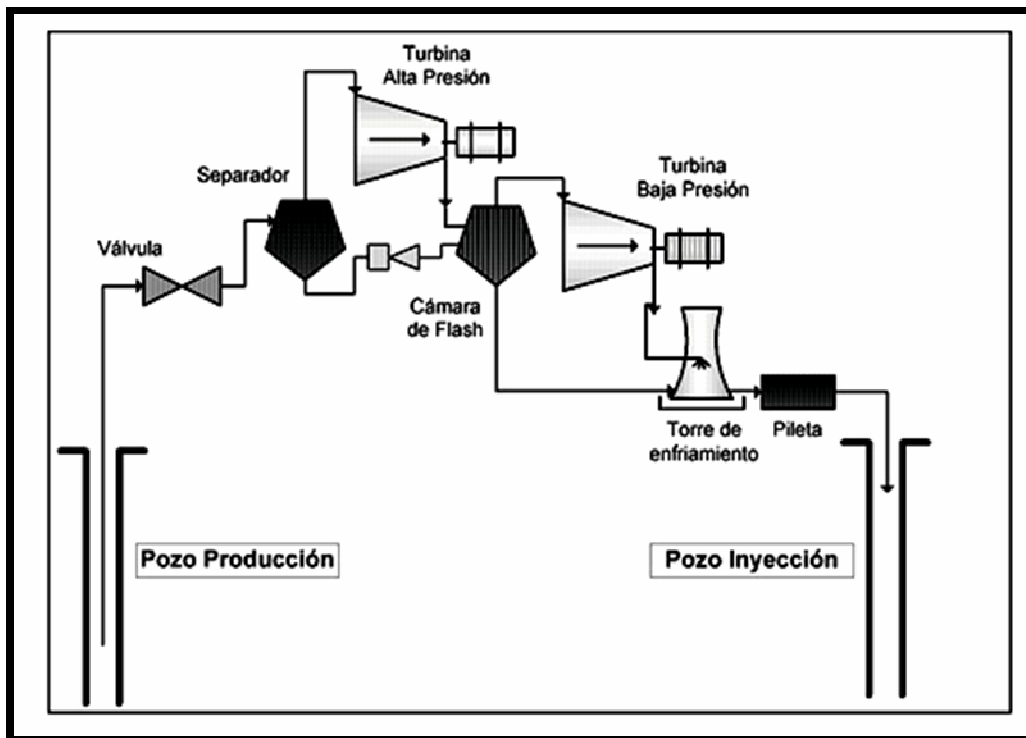 Turbina
Alta Presión
Separador
Turbina
Baja Presión
Válvula
Cámara
de Flash
Torre de
enfriamiento
Pileta
Pozo Producción
Pozo Inyección